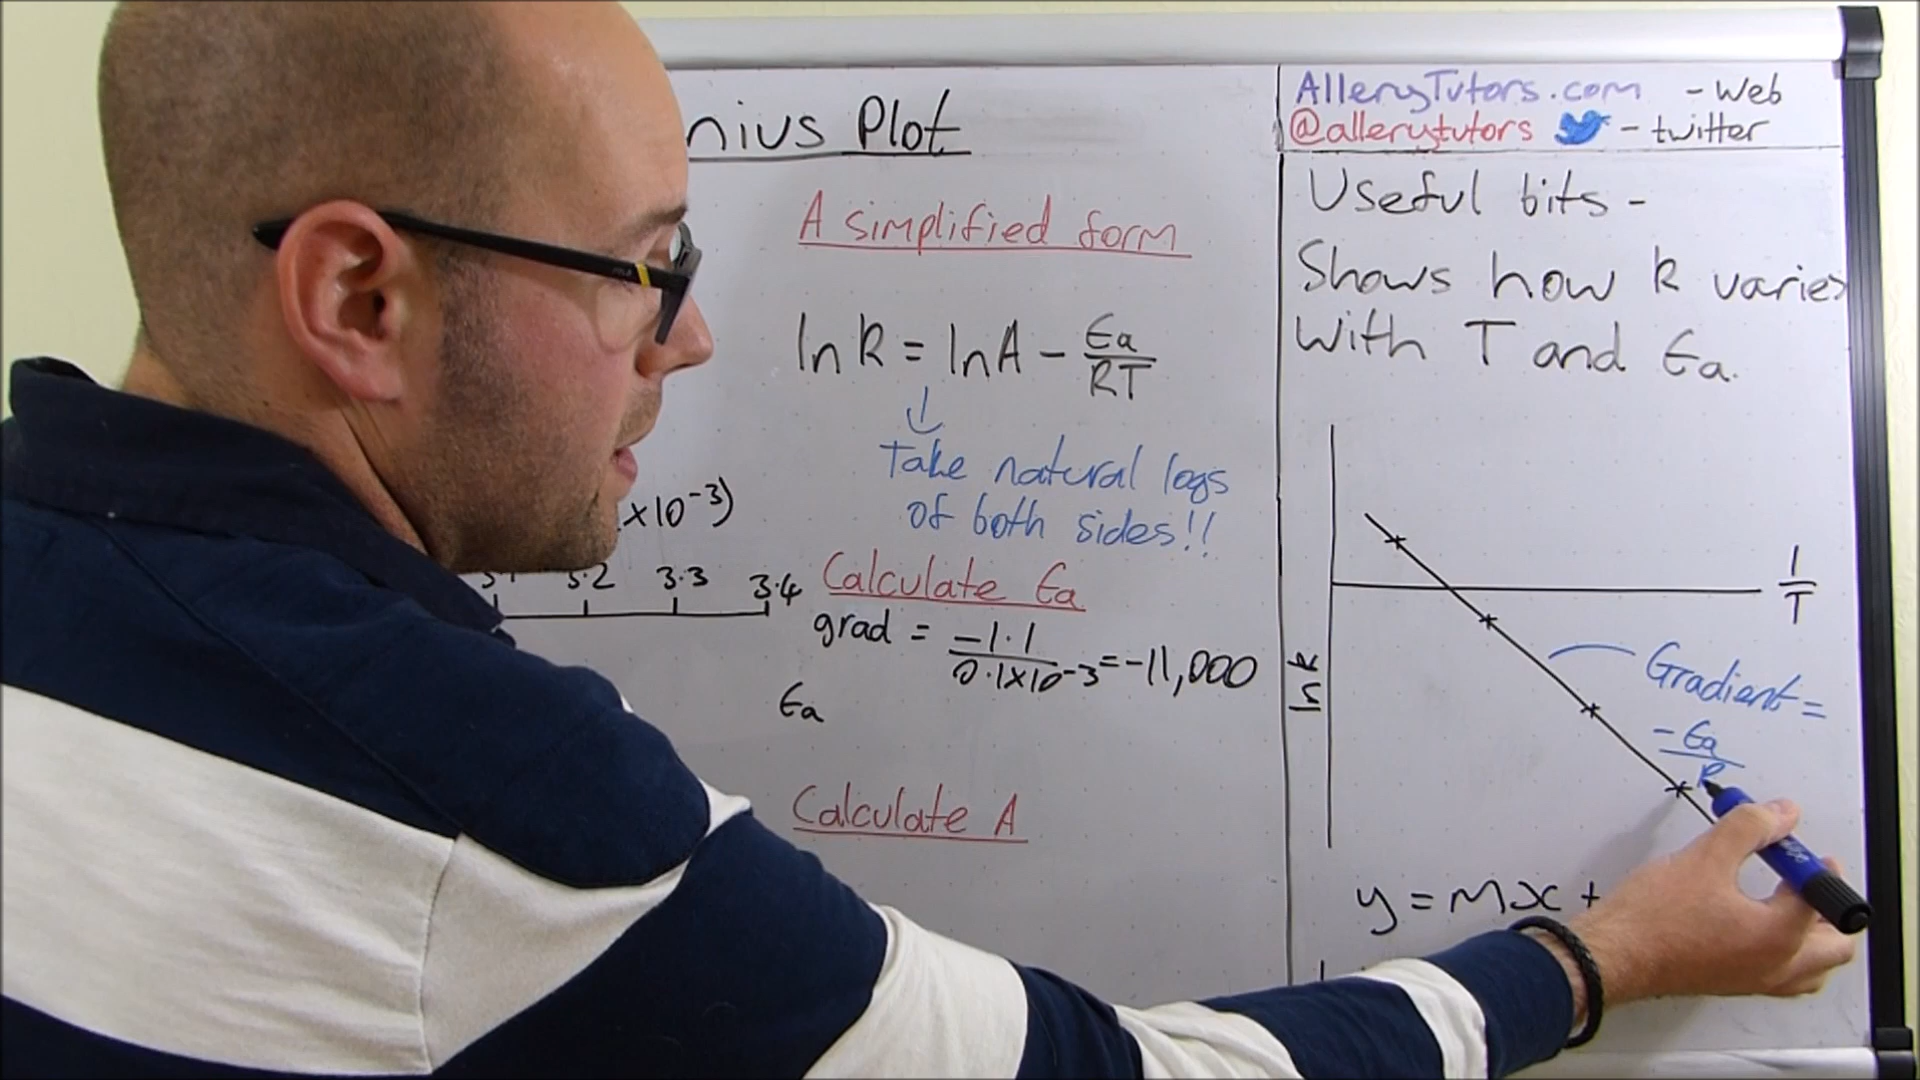 nius Plot
A simplified form
ln k = ln A - Ea/RT
↓
Take natural logs
of both sides!!
x10⁻³)
3.2 3.3 3.4
Calculate Ea
grad = -1.1/0.1x10⁻³ = -11,000
Ea
Calculate A
AlleryTutors.com - Web
@allerytutors - twitter
Useful bits -
Shows how k varies
with T and Ea.
1/T
ln k
Gradient =
-Ea/R
y = mx +